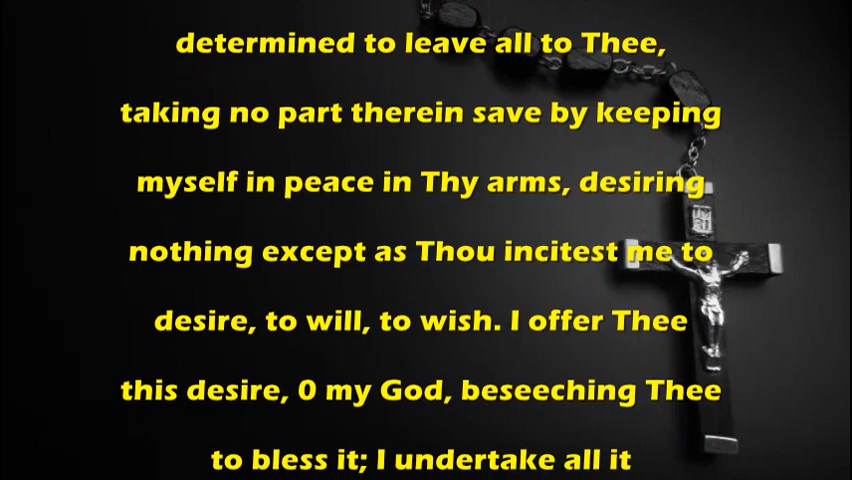 determined to leave all to Thee,
taking no part therein save by keeping
myself in peace in Thy arms, desiring
nothing except as Thou incitest me to
desire, to will, to wish. I offer Thee
this desire, 0 my God, beseeching Thee
to bless it; I undertake all it